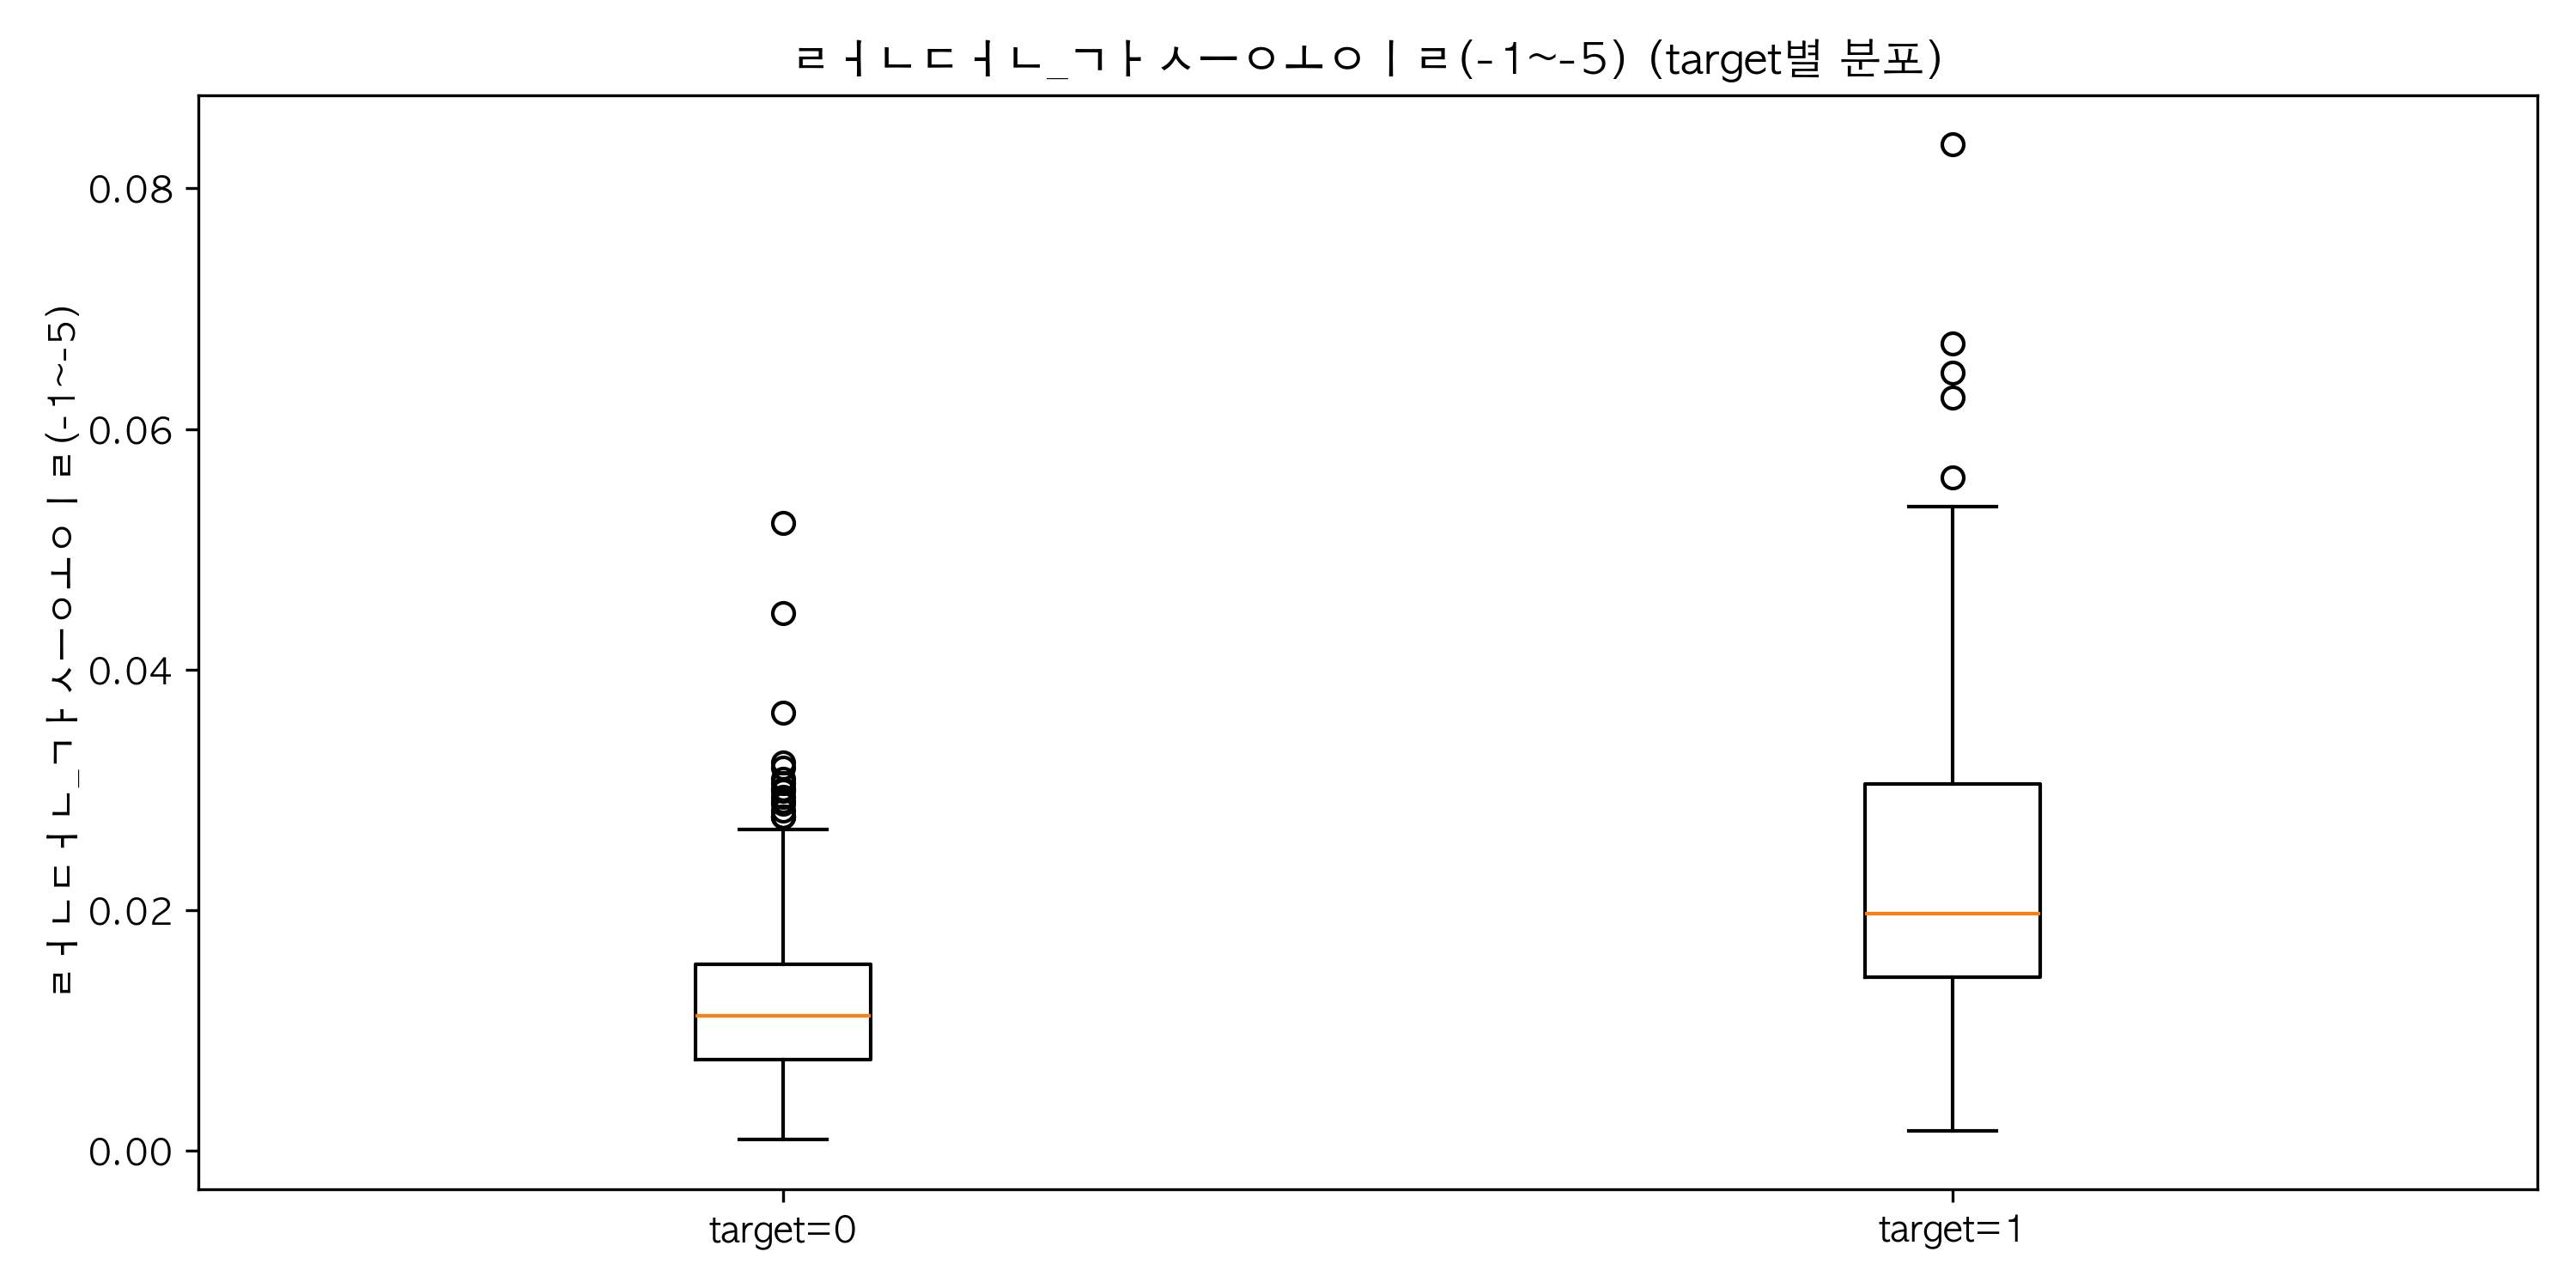 ㄹㅓㄴㄷㅓㄴ_ㄱㅏㅅㅡㅇㅗㅇㅣㄹ(-1~-5) (target별 분포)
ㄹㅓㄴㄷㅓㄴ_ㄱㅏㅅㅡㅇㅗㅇㅣㄹ(-1~-5)
0.08
0.06
0.04
0.02
0.00
target=0
target=1